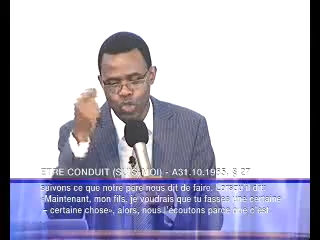 ETRE CONDUIT (SUIS-MOI) - A31.10.1965, § 27
suivons ce que notre père nous dit de faire. Lorsqu'il dit:
«Maintenant, mon fils, je voudrais que tu fasses une certaine
– certaine chose», alors, nous l'écoutons parce que c'est